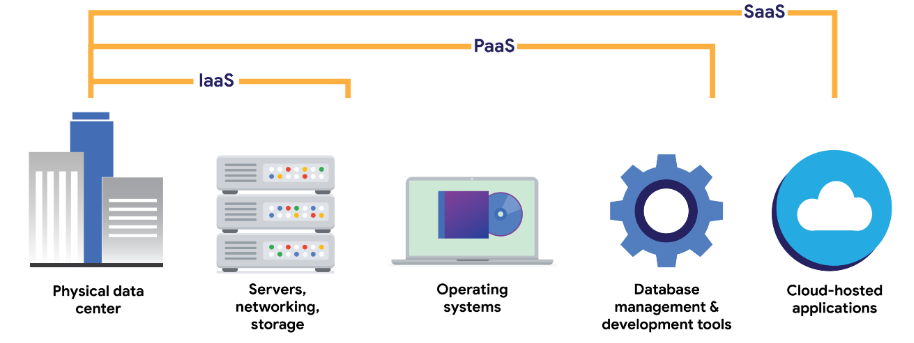 SaaS
PaaS
IaaS
Physical data
center
Servers,
networking,
storage
Operating
systems
Database
management &
development tools
Cloud-hosted
applications